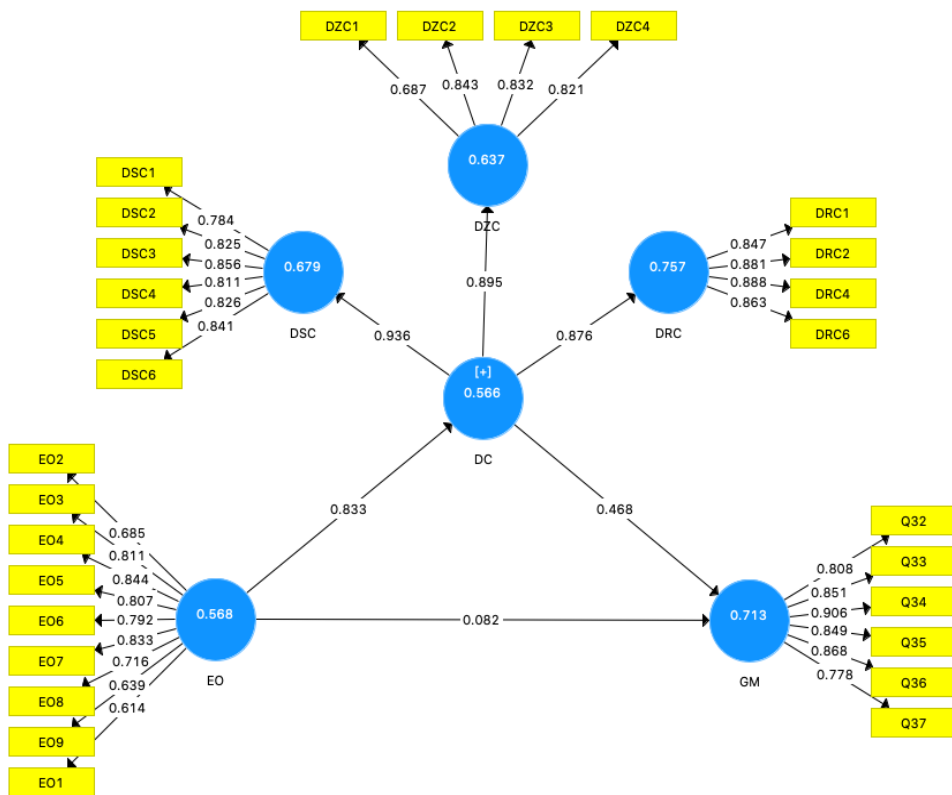 DZC1 DZC2 DZC3 DZC4
0.687 0.843 0.832 0.821
0.637
DZC
DSC1
DSC2
DSC3
DSC4
DSC5
DSC6
0.784
0.825
0.856
0.811
0.826
0.841
0.679
DSC
0.895
0.757
DRC
0.847
0.881
0.888
0.863
DRC1
DRC2
DRC4
DRC6
0.936
0.876
[+]
0.566
DC
EO2
EO3
EO4
EO5
EO6
EO7
EO8
EO9
EO1
0.685
0.811
0.844
0.807
0.792
0.833
0.716
0.639
0.614
0.568
EO
0.833
0.468
0.082
0.713
GM
0.808
0.851
0.906
0.849
0.868
0.778
Q32
Q33
Q34
Q35
Q36
Q37